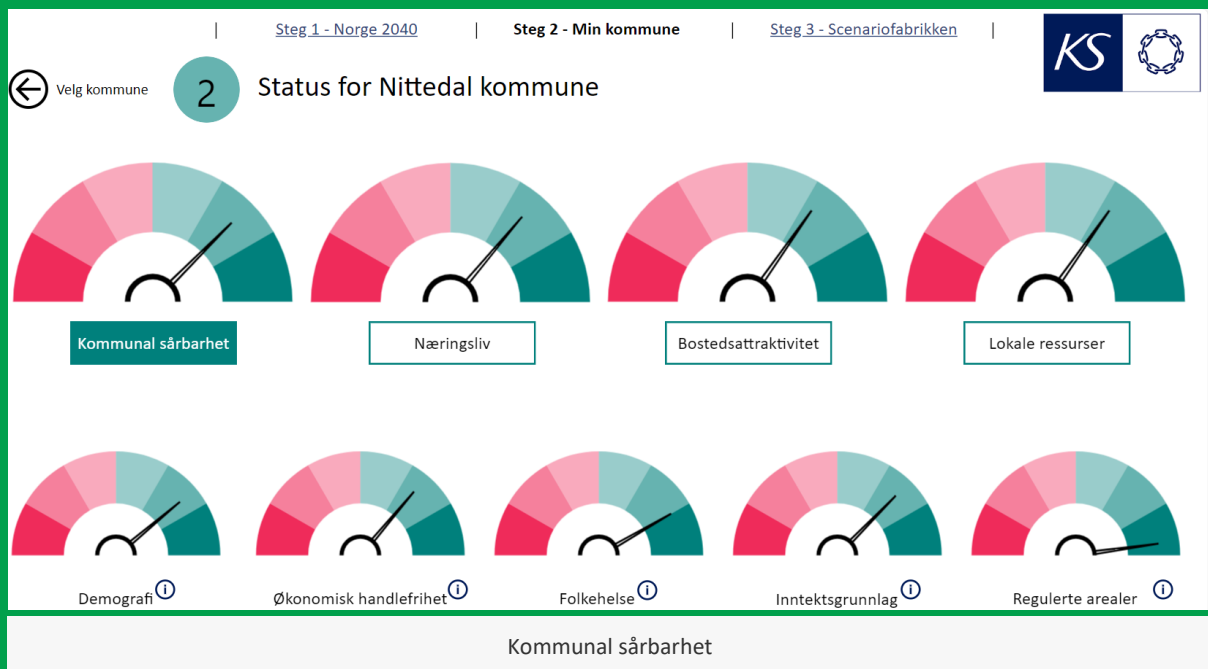 | Steg 1 - Norge 2040 | Steg 2 - Min kommune | Steg 3 - Scenariofabrikken |
KS
Velg kommune
2
Status for Nittedal kommune
Kommunal sårbarhet
Næringsliv
Bostedsattraktivitet
Lokale ressurser
Demografi i
Økonomisk handlefrihet i
Folkehelse i
Inntektsgrunnlag i
Regulerte arealer i
Kommunal sårbarhet